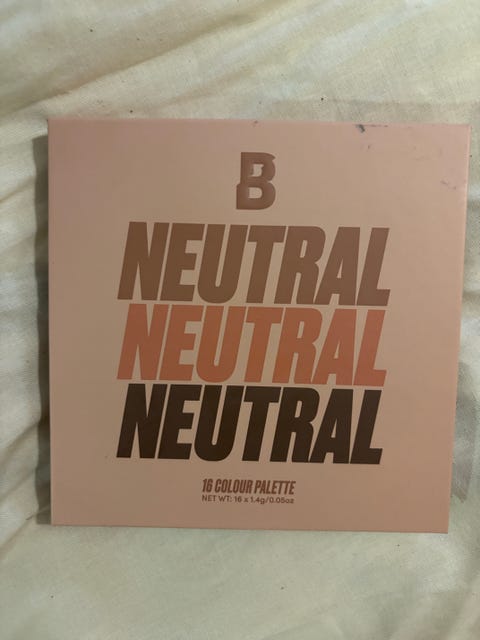 B
NEUTRAL
NEUTRAL
NEUTRAL
16 COLOUR PALETTE
NET WT: 16 x 1.4g/0.05oz